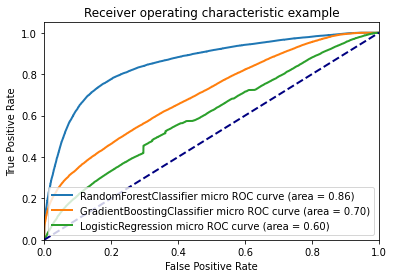 Receiver operating characteristic example
True Positive Rate
1.0
0.8
0.6
0.4
0.2
0.0
RandomForestClassifier micro ROC curve (area = 0.86)
GradientBoostingClassifier micro ROC curve (area = 0.70)
LogisticRegression micro ROC curve (area = 0.60)
0.0 0.2 0.4 0.6 0.8 1.0
False Positive Rate